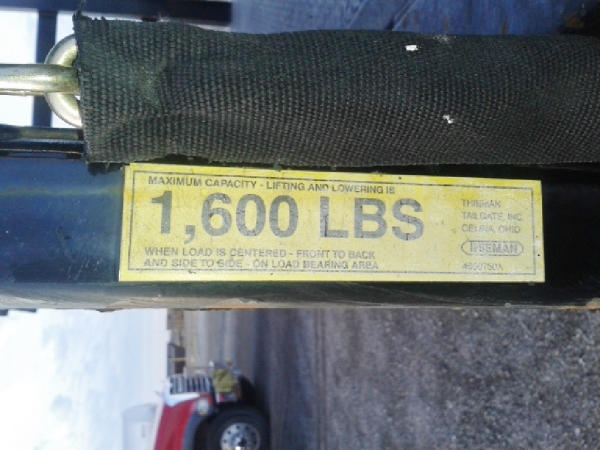 MAXIMUM CAPACITY - LIFTING AND LOWERING IS
1,600 LBS
WHEN LOAD IS CENTERED - FRONT TO BACK
AND SIDE TO SIDE - ON LOAD BEARING AREA
THIEMAN
TAILGATE, INC.
CELINA, OHIO
THIEMAN